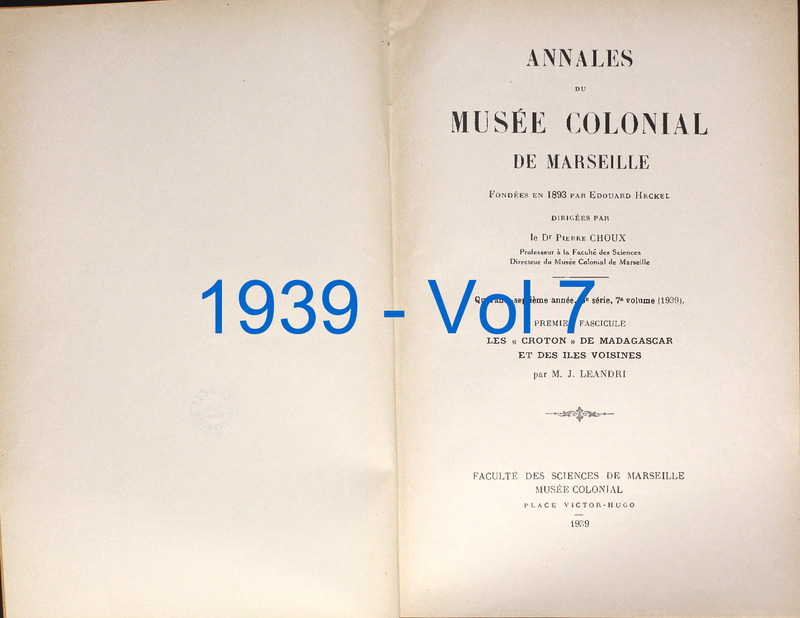 ANNALES
DU
MUSÉE COLONIAL
DE MARSEILLE
FONDÉES EN 1893 PAR EDOUARD HECKEL
DIRIGÉES PAR
le Dr PIERRE CHOUX
Professeur à la Faculté des Sciences
Directeur du Musée Colonial de Marseille
septième année, série, 7e volume (1939).
1939 - Vol 7
PREMIER FASCICULE
LES « CROTON » DE MADAGASCAR
ET DES ILES VOISINES
par M. J. LEANDRI
FACULTÉ DES SCIENCES DE MARSEILLE
MUSÉE COLONIAL
PLACE VICTOR-HUGO
1939